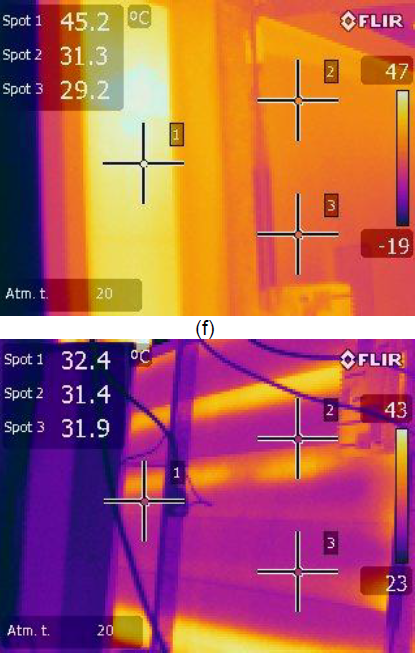 Spot 1 45.2 °C FLIR
Spot 2 31.3
Spot 3 29.2
2
47
1
3
-19
Atm. t. 20
(f)
Spot 1 32.4 °C FLIR
Spot 2 31.4
Spot 3 31.9
2
43
1
3
23
Atm. t. 20